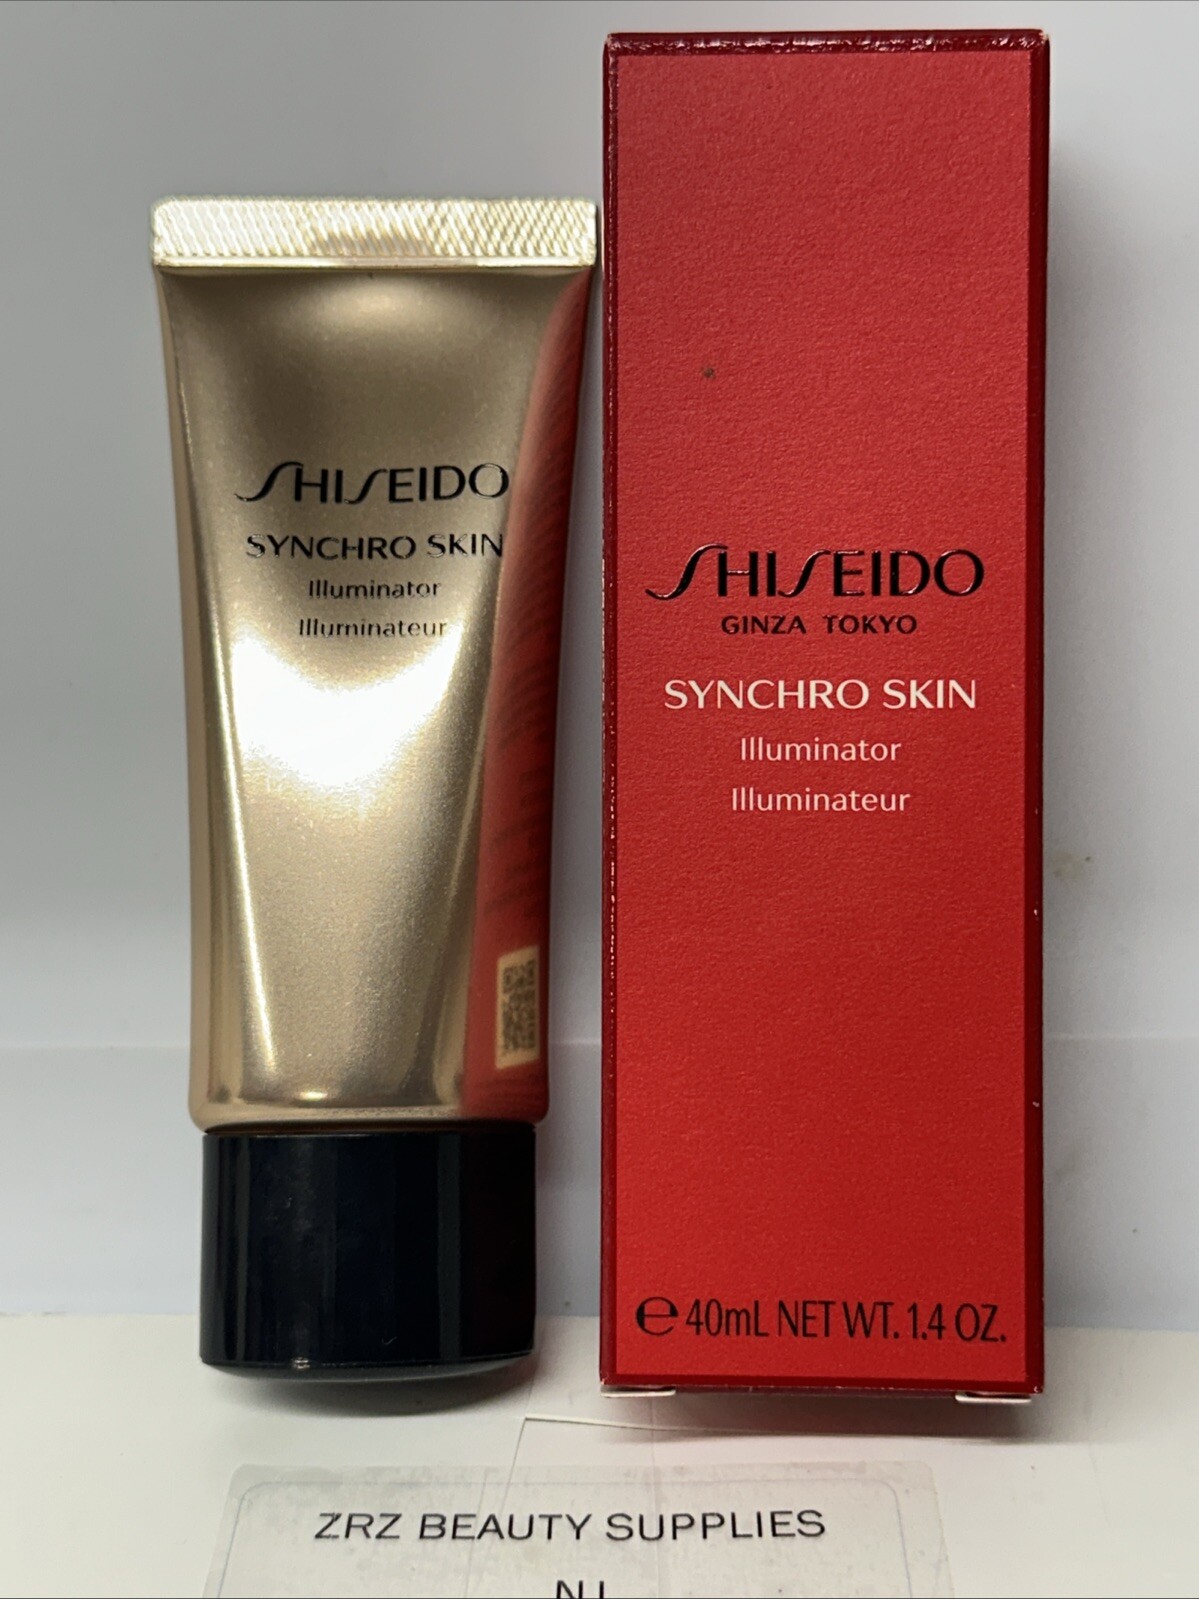 SHISEIDO
SYNCHRO SKIN
Illuminator
Illuminateur
SHISEIDO
GINZA TOKYO
SYNCHRO SKIN
Illuminator
Illuminateur
℮ 40mL NET WT. 1.4 OZ.
ZRZ BEAUTY SUPPLIES
NJ